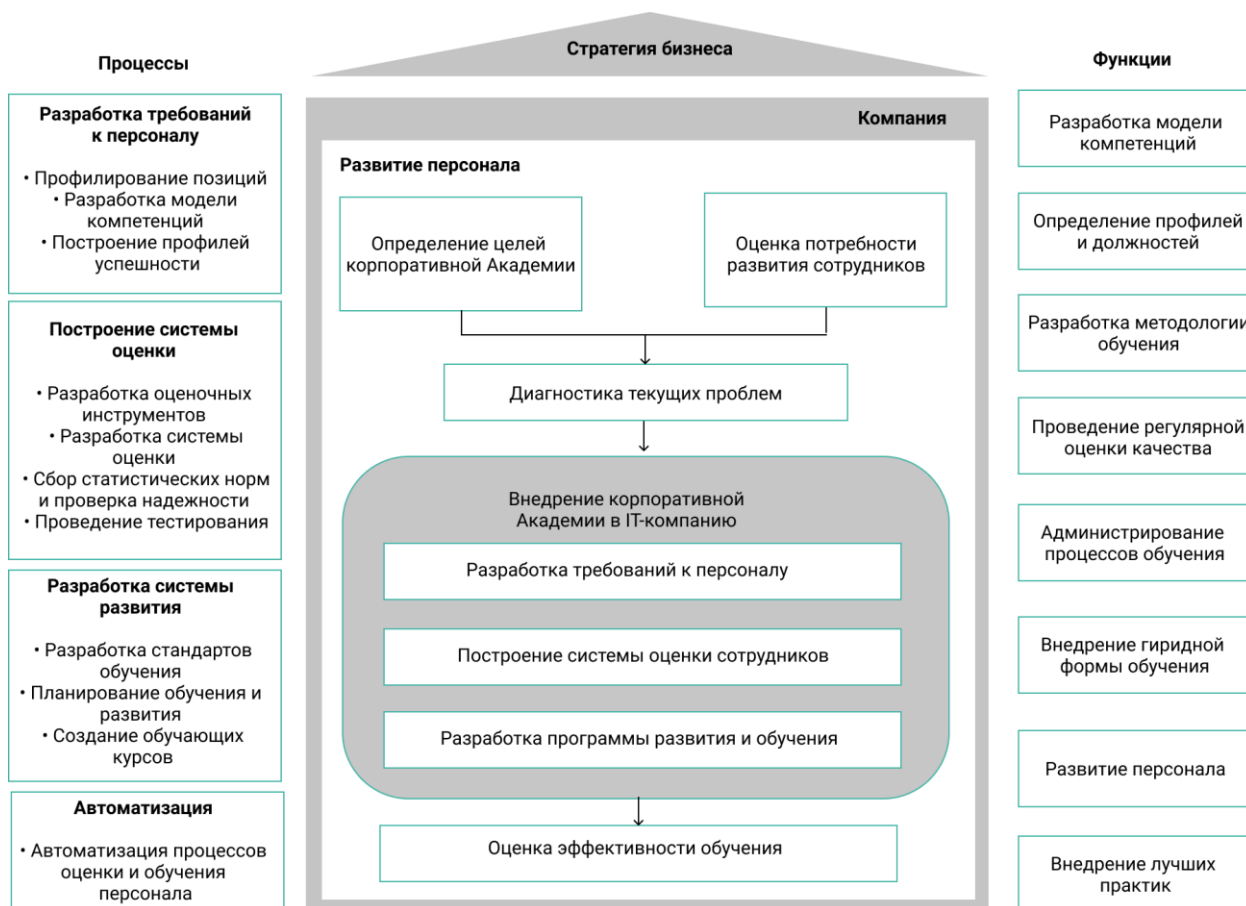 Стратегия бизнеса
Процессы
Разработка требований
к персоналу
• Профилирование позиций
• Разработка модели
компетенций
• Построение профилей
успешности
Построение системы
оценки
• Разработка оценочных
инструментов
• Разработка системы
оценки
• Сбор статистических норм
и проверка надежности
• Проведение тестирования
Разработка системы
развития
• Разработка стандартов
обучения
• Планирование обучения и
развития
• Создание обучающих
курсов
Автоматизация
• Автоматизация процессов
оценки и обучения
персонала
Компания
Развитие персонала
Определение целей
корпоративной Академии
Оценка потребности
развития сотрудников
Диагностика текущих проблем
Внедрение корпоративной
Академии в IT-компанию
Разработка требований к персоналу
Построение системы оценки сотрудников
Разработка программы развития и обучения
Оценка эффективности обучения
Функции
Разработка модели
компетенций
Определение профилей
и должностей
Разработка методологии
обучения
Проведение регулярной
оценки качества
Администрирование
процессов обучения
Внедрение гиридной
формы обучения
Развитие персонала
Внедрение лучших
практик